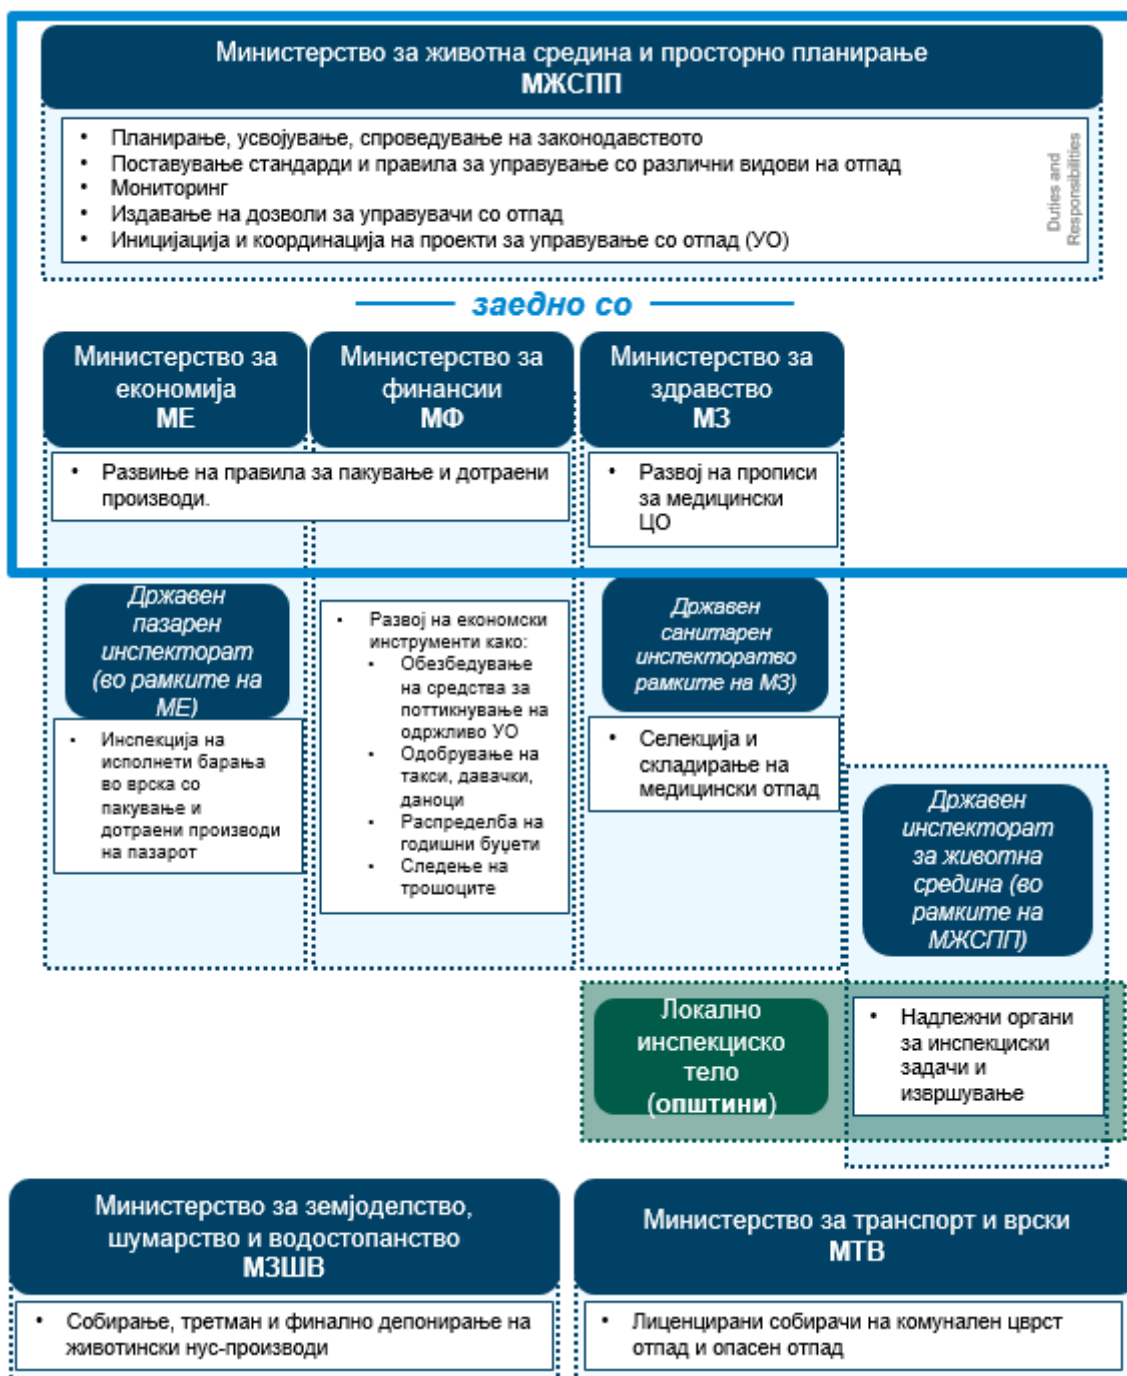 Министерство за животна средина и просторно планирање
МЖСПП
• Планирање, усвојување, спроведување на законодавството
• Поставување стандарди и правила за управување со различни видови на отпад
• Мониторинг
• Издавање на дозволи за управувачи со отпад
• Иницијација и координација на проекти за управување со отпад (УО)
Duties and
Responsibilities
заедно со
Министерство за
економија
МЕ
Министерство за
финансии
МФ
Министерство за
здравство
МЗ
• Развиње на правила за пакување и дотраени
производи.
• Развој на прописи
за медицински
ЦО
Државен
пазарен
инспекторат
(во рамките на
МЕ)
• Инспекција на
исполнети барања
во врска со
пакување и
дотраени производи
на пазарот
• Развој на економски
инструменти како:
• Обезбедување
на средства за
поттикнување на
одржливо УО
• Одобрување на
такси, давачки,
даноци
• Распределба на
годишни буџети
• Следење на
трошоците
Државен
санитарен
инспекторатво
рамките на МЗ)
• Селекција и
складирање на
медицински отпад
Државен
инспекторат
за животна
средина (во
рамките на
МЖСПП)
Локално
инспекциско
тело
(општини)
• Надлежни органи
за инспекциски
задачи и
извршување
Министерство за земјоделство,
шумарство и водостопанство
МЗШВ
• Собирање, третман и финално депонирање на
животински нус-производи
Министерство за транспорт и врски
МТВ
• Лиценцирани собирачи на комунален цврст
отпад и опасен отпад